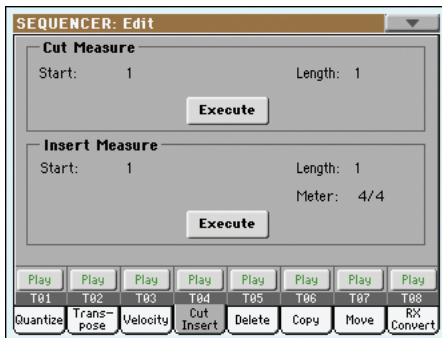 SEQUENCER: Edit
Cut Measure
Start: 1 Length: 1
Execute
Insert Measure
Start: 1 Length: 1
Meter: 4/4
Execute
Play Play Play Play Play Play Play Play
T01 T02 T03 T04 T05 T06 T07 T08
Quantize Trans- Velocity Cut Delete Copy Move RX
pose Insert Convert